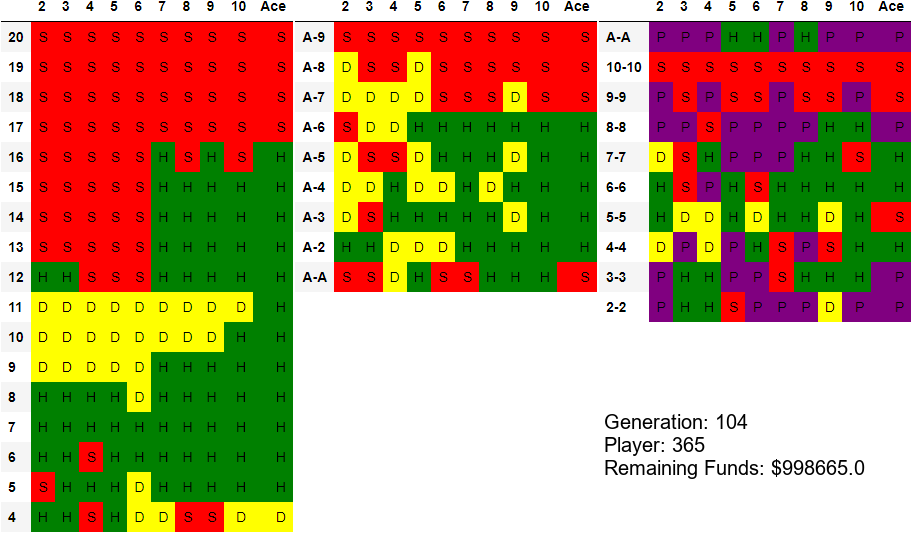 2 3 4 5 6 7 8 9 10 Ace 2 3 4 5 6 7 8 9 10 Ace 2 3 4 5 6 7 8 9 10 Ace
20 S S S S S S S S S S A-9 S S S S S S S S S S A-A P P P H H P H P P P
19 S S S S S S S S S S A-8 D S S D S S S S S S 10-10 S S S S S S S S S S
18 S S S S S S S S S S A-7 D D D D S S S D S S 9-9 P S P S S P S S P S
17 S S S S S S S S S S A-6 S D D H H H H H H H 8-8 P P S P P P P H H P
16 S S S S S H S H S H A-5 D S S D H H H D H H 7-7 D S H P P P H H S H
15 S S S S S H H H H H A-4 D D H D D H D H H H 6-6 H S P H S H H H H H
14 S S S S S H H H H H A-3 D S H H H H H D H H 5-5 H D D H D H H D H S
13 S S S S S H H H H H A-2 H H D D D H H H H H 4-4 D P D P H S P S H H
12 H H S S S H H H H H A-A S S D H S S H H H S 3-3 P H H P P S H H H P
11 D D D D D D D D D H 2-2 P H H S P P P D P P
10 D D D D D D D D H H
9 D D D D D H H H H H
8 H H H H D H H H H H
7 H H H H H H H H H H
6 H H S H H H H H H H
5 S H H H D H H H H H
4 H H S H D D S S D D
Generation: 104
Player: 365
Remaining Funds: $998665.0